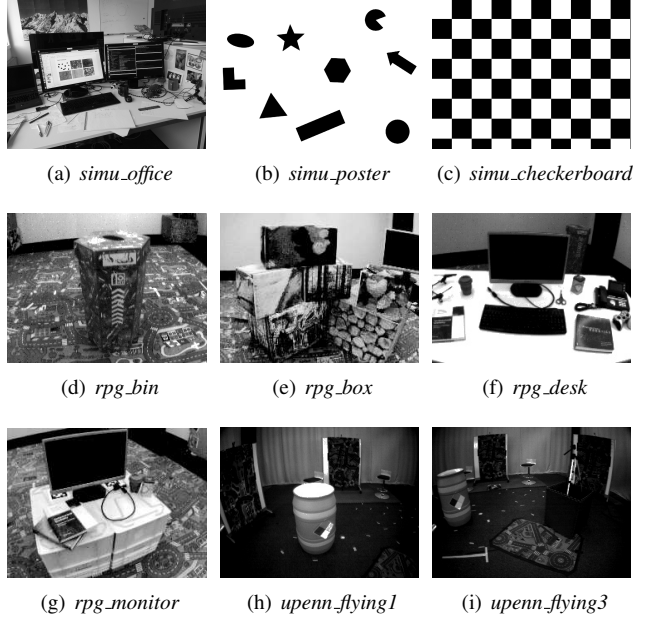 (a) simu_office
(b) simu_poster
(c) simu_checkerboard
(d) rpg_bin
(e) rpg_box
(f) rpg_desk
(g) rpg_monitor
(h) upenn_flying1
(i) upenn_flying3